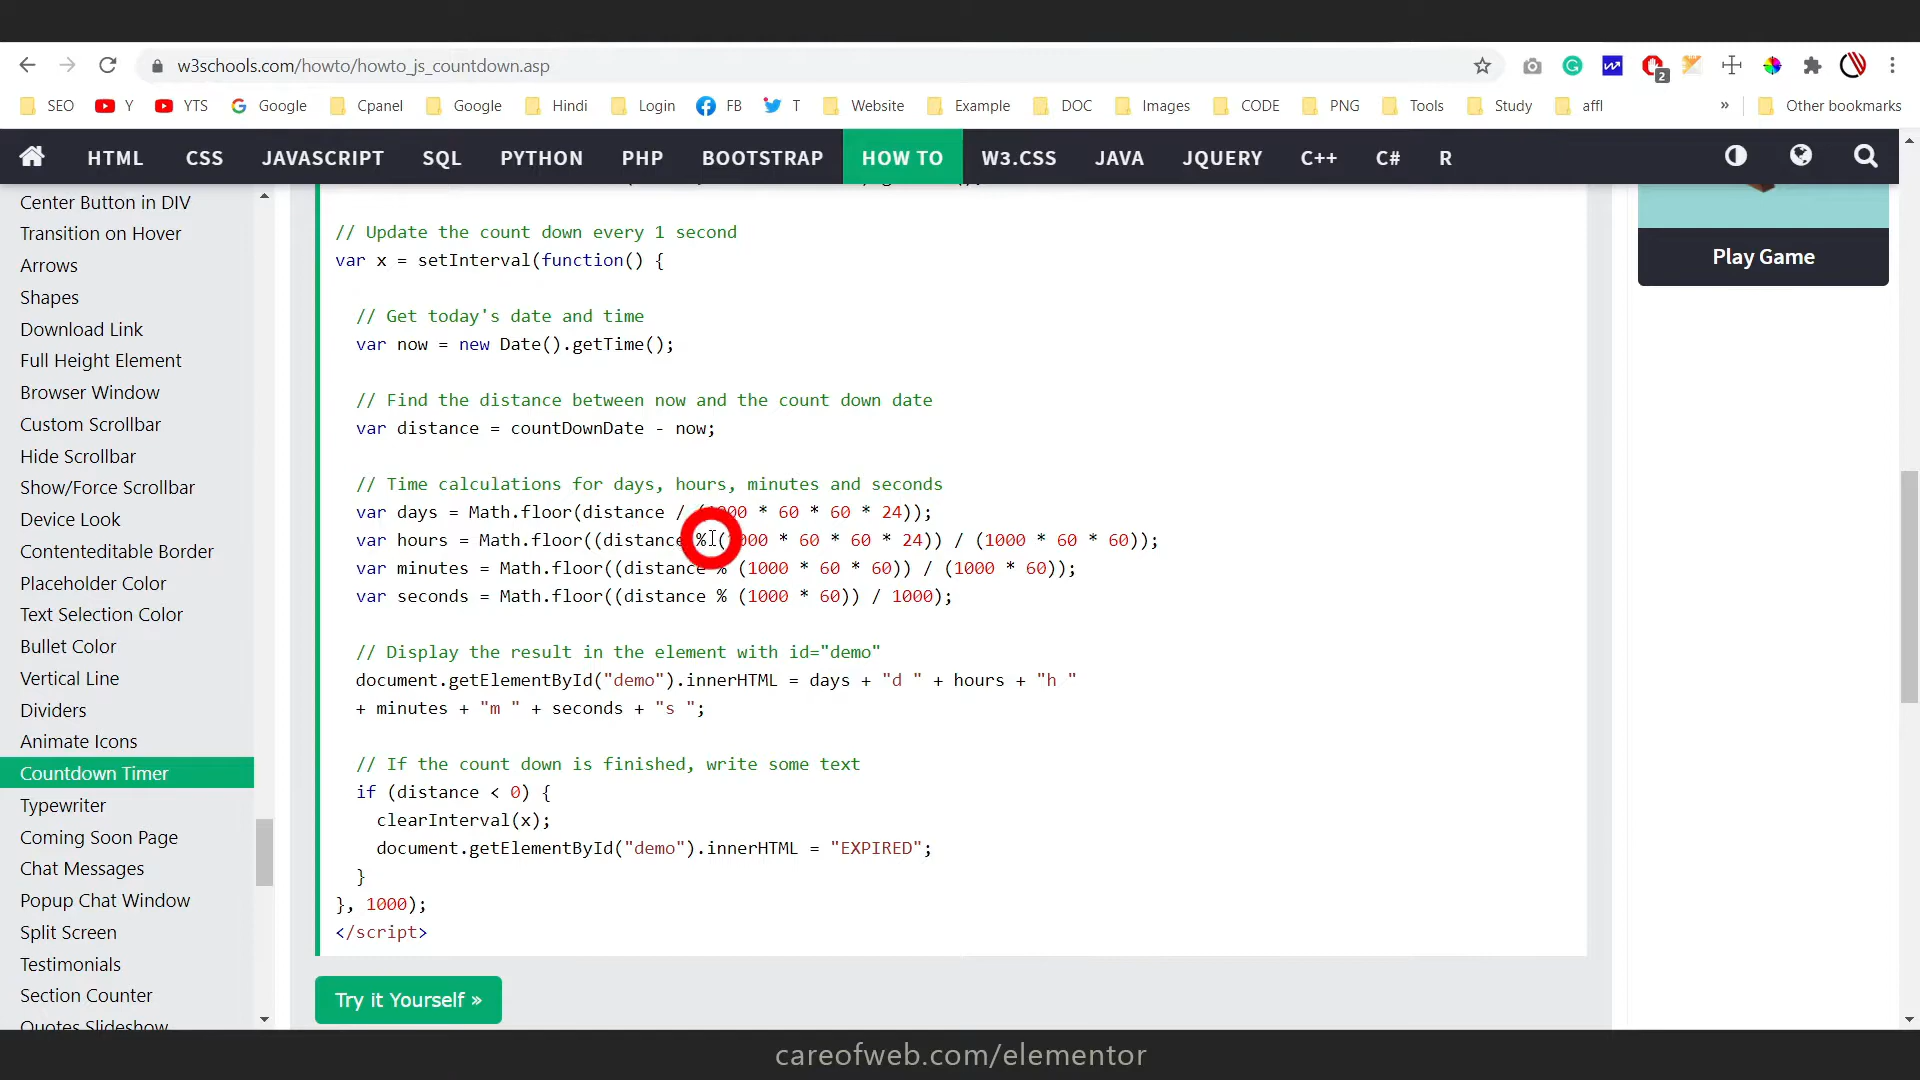 w3schools.com/howto/howto_js_countdown.asp
2
SEO Y YTS Google Cpanel Google Hindi Login FB T Website Example DOC Images CODE PNG Tools Study affl » Other bookmarks
HTML CSS JAVASCRIPT SQL PYTHON PHP BOOTSTRAP HOW TO W3.CSS JAVA JQUERY C++ C# R
Center Button in DIV
Transition on Hover
Arrows
Shapes
Download Link
Full Height Element
Browser Window
Custom Scrollbar
Hide Scrollbar
Show/Force Scrollbar
Device Look
Contenteditable Border
Placeholder Color
Text Selection Color
Bullet Color
Vertical Line
Dividers
Animate Icons
Countdown Timer
Typewriter
Coming Soon Page
Chat Messages
Popup Chat Window
Split Screen
Testimonials
Section Counter
Quotes Slideshow
// Update the count down every 1 second
var x = setInterval(function() {
// Get today's date and time
var now = new Date().getTime();
// Find the distance between now and the count down date
var distance = countDownDate - now;
// Time calculations for days, hours, minutes and seconds
var days = Math.floor(distance / (1000 * 60 * 60 * 24));
var hours = Math.floor((distance % (1000 * 60 * 60 * 24)) / (1000 * 60 * 60));
var minutes = Math.floor((distance % (1000 * 60 * 60)) / (1000 * 60));
var seconds = Math.floor((distance % (1000 * 60)) / 1000);
// Display the result in the element with id="demo"
document.getElementById("demo").innerHTML = days + "d " + hours + "h "
+ minutes + "m " + seconds + "s ";
// If the count down is finished, write some text
if (distance < 0) {
clearInterval(x);
document.getElementById("demo").innerHTML = "EXPIRED";
}
}, 1000);
</script>
Try it Yourself »
Play Game
careofweb.com/elementor